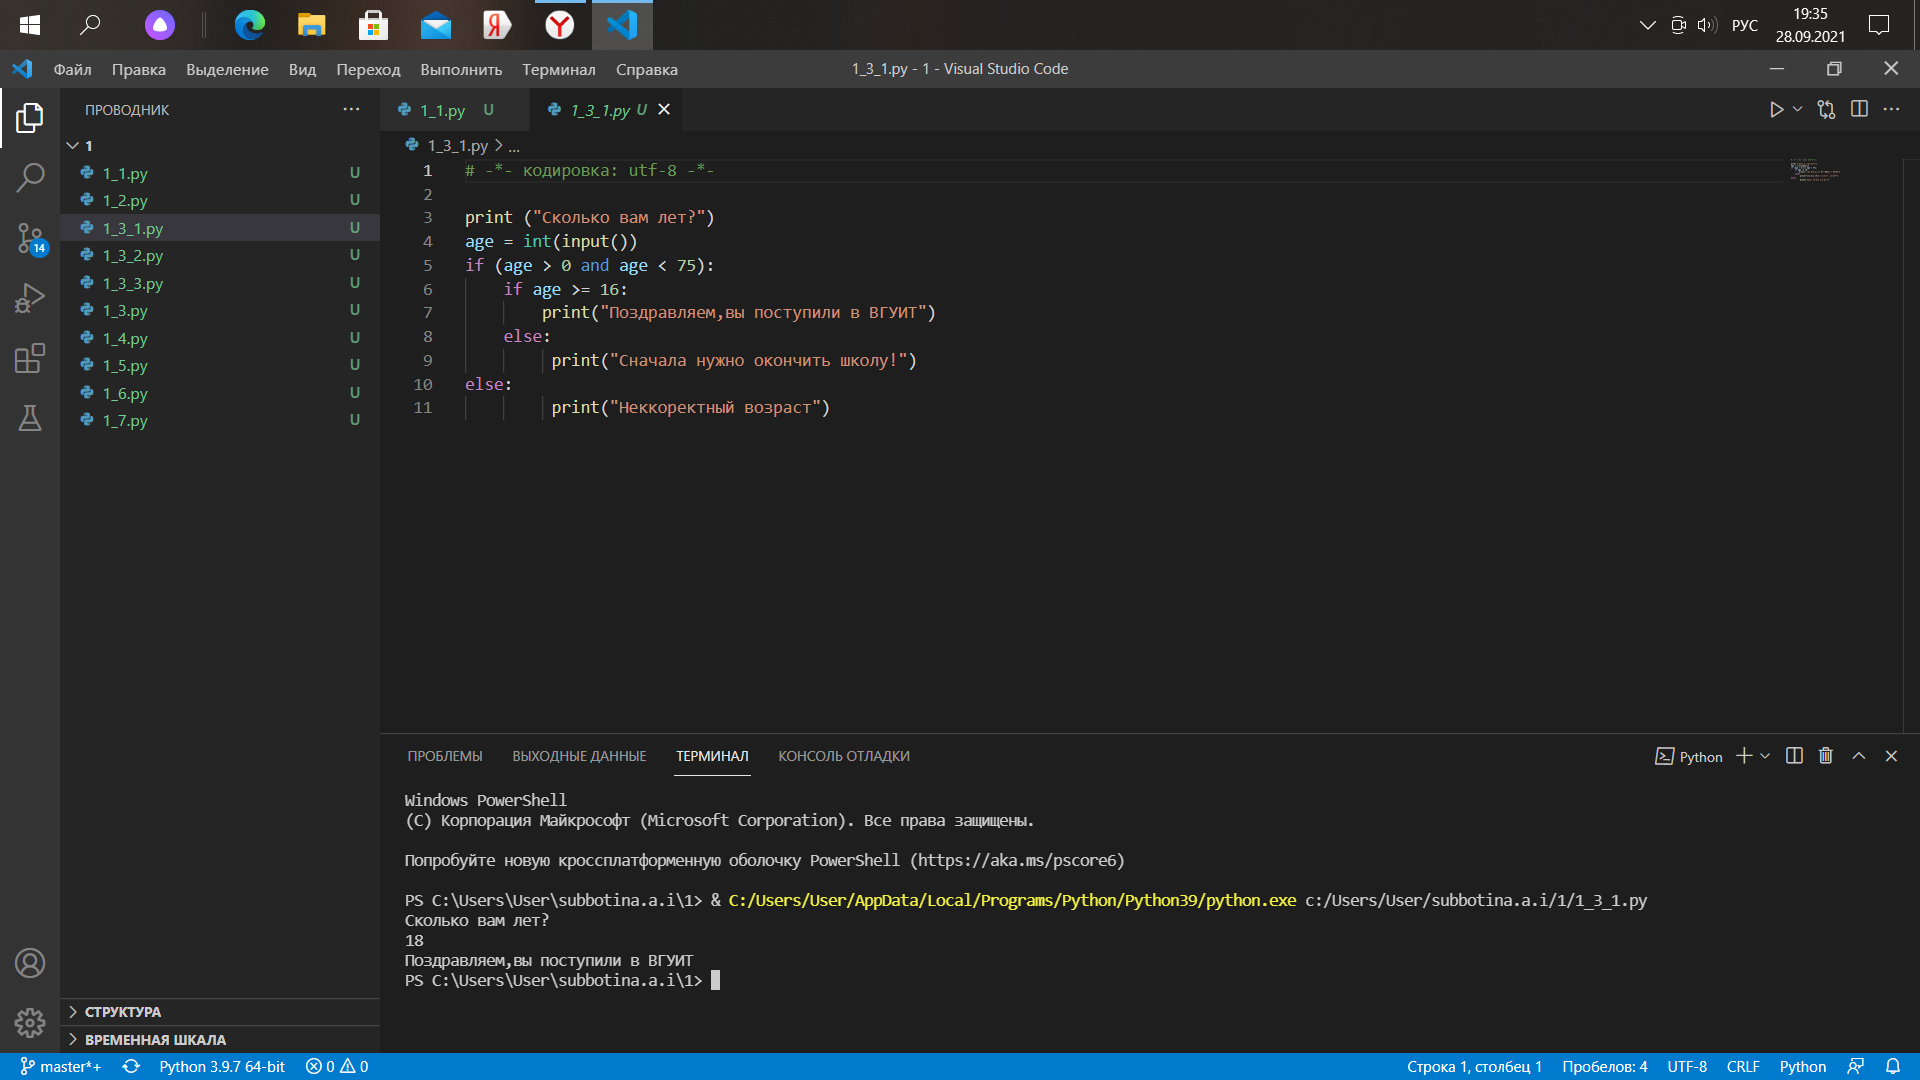 РУС
19:35
28.09.2021
Файл Правка Выделение Вид Переход Выполнить Терминал Справка
1_3_1.py - 1 - Visual Studio Code
ПРОВОДНИК
1
1_1.py U
1_2.py U
1_3_1.py U
1_3_2.py U
1_3_3.py U
1_3.py U
1_4.py U
1_5.py U
1_6.py U
1_7.py U
14
СТРУКТУРА
ВРЕМЕННАЯ ШКАЛА
1_1.py U
1_3_1.py U
1_3_1.py > ...
1 # -*- кодировка: utf-8 -*-
2
3 print ("Сколько вам лет?")
4 age = int(input())
5 if (age > 0 and age < 75):
6 if age >= 16:
7 print("Поздравляем,вы поступили в ВГУИТ")
8 else:
9 print("Сначала нужно окончить школу!")
10 else:
11 print("Неккоректный возраст")
ПРОБЛЕМЫ ВЫХОДНЫЕ ДАННЫЕ ТЕРМИНАЛ КОНСОЛЬ ОТЛАДКИ
Python
Windows PowerShell
(C) Корпорация Майкрософт (Microsoft Corporation). Все права защищены.
Попробуйте новую кроссплатформенную оболочку PowerShell (https://aka.ms/pscore6)
PS C:\Users\User\subbotina.a.i\1> & C:/Users/User/AppData/Local/Programs/Python/Python39/python.exe c:/Users/User/subbotina.a.i/1/1_3_1.py
Сколько вам лет?
18
Поздравляем,вы поступили в ВГУИТ
PS C:\Users\User\subbotina.a.i\1>
master*+ Python 3.9.7 64-bit 0 0
Строка 1, столбец 1 Пробелов: 4 UTF-8 CRLF Python